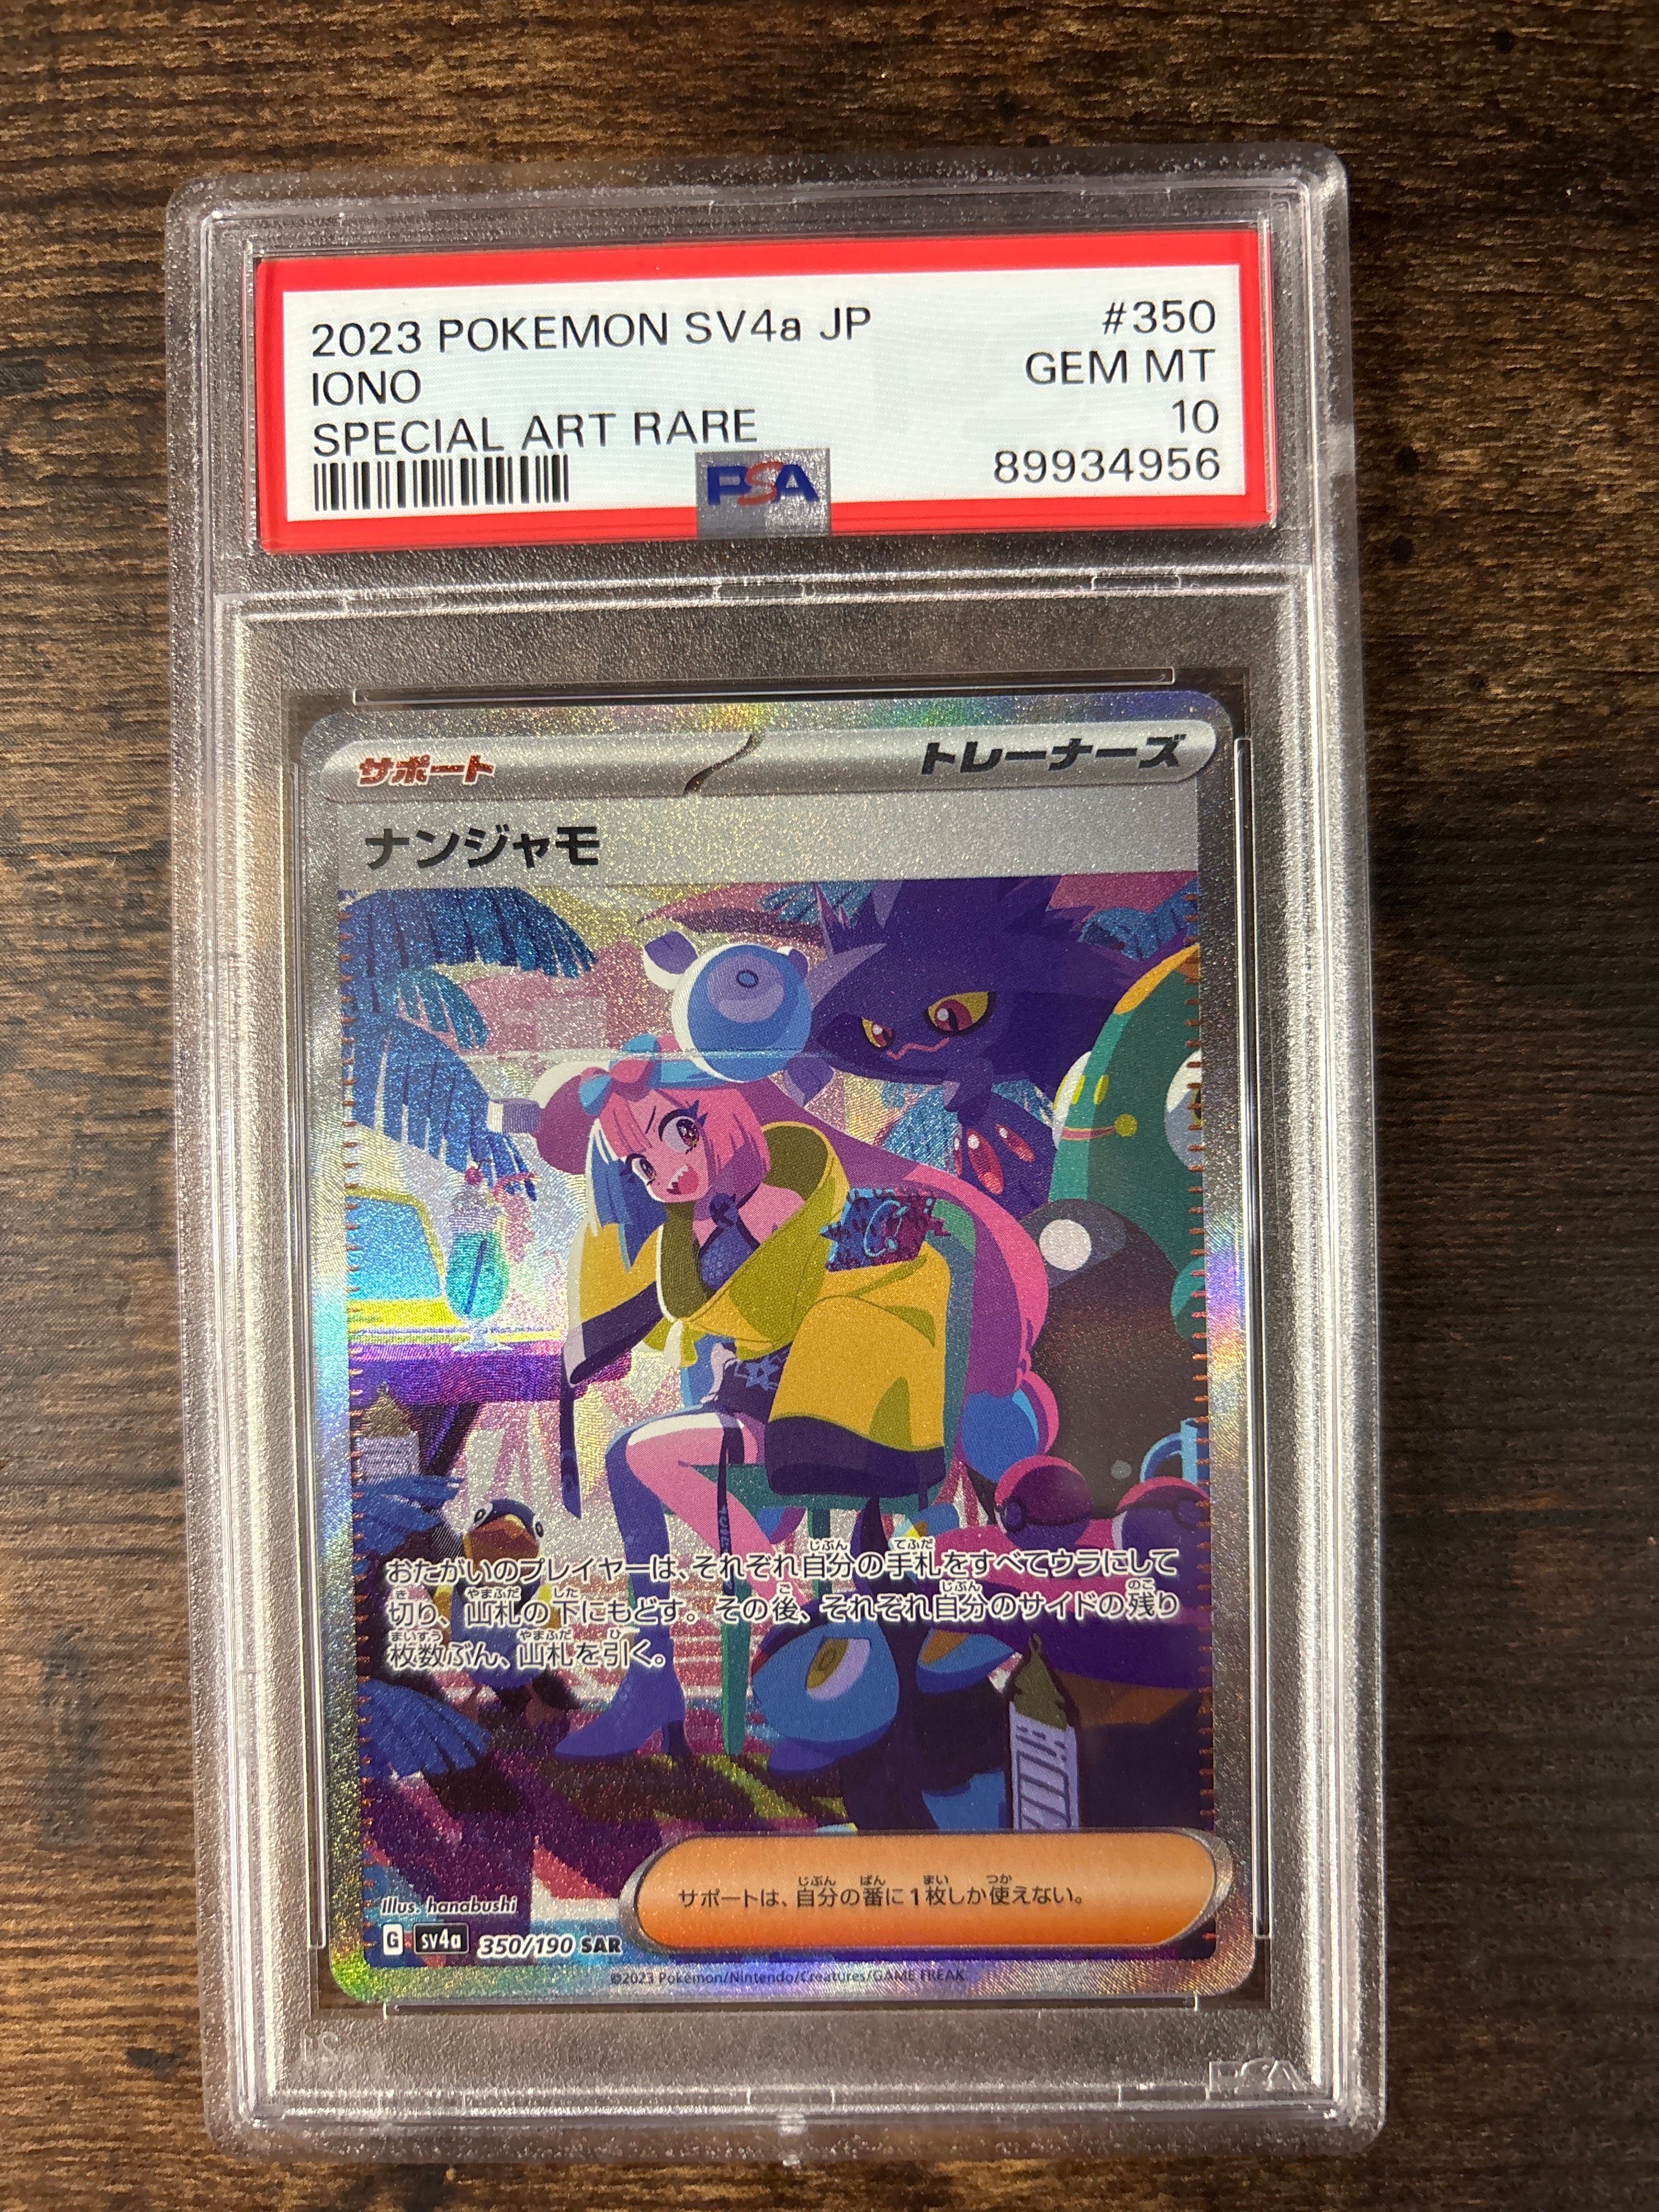 2023 POKEMON SV4a JP #350
IONO GEM MT
SPECIAL ART RARE 10
PSA 89934956
サポート トレーナーズ
ナンジャモ
おたがいのプレイヤーは、それぞれ自分の手札をすべてウラにして
切り、山札の下にもどす。その後、それぞれ自分のサイドの残り
枚数ぶん、山札を引く。
サポートは、自分の番に1枚しか使えない。
Illus. hanabushi
G sv4a 350/190 SAR
©2023 Pokémon/Nintendo/Creatures/GAME FREAK.
PSA